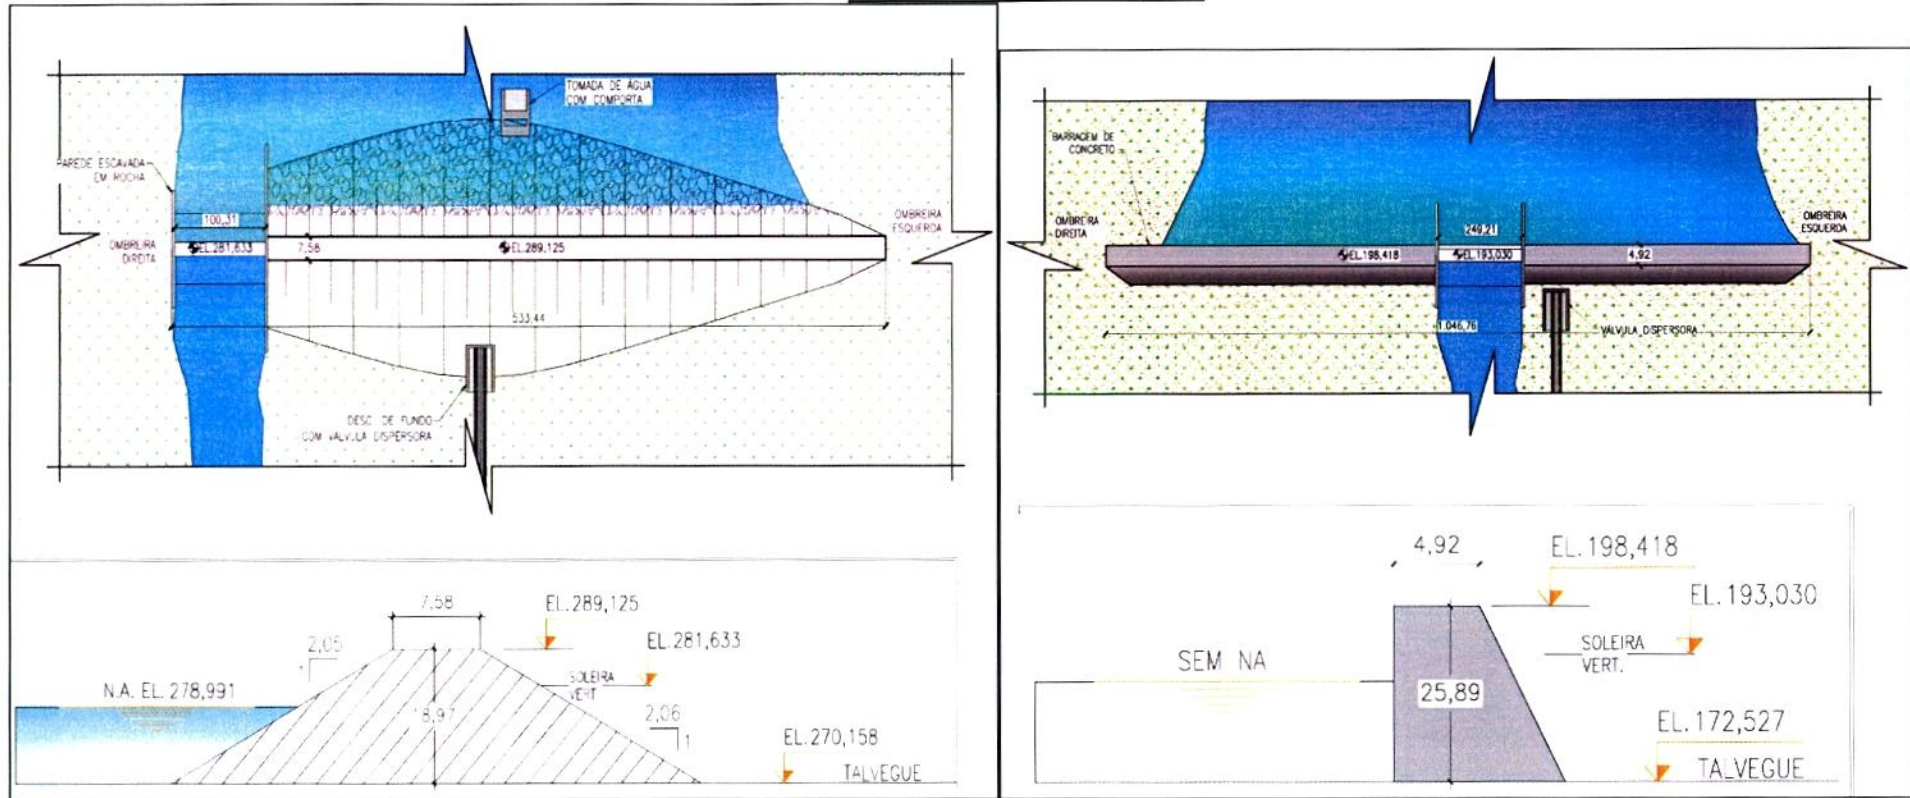 TOMADA DE ÁGUA
COM COMPORTA
PAREDE ESCAVADA
EM ROCHA
100,31
OMBREIRA
DIREITA
EL.281,633
7,58
EL.289,125
OMBREIRA
ESQUERDA
533,44
DESC. DE FUNDO
COM VÁLVULA DISPERSORA
7,58
EL.289,125
2,05
1
EL.281,633
SOLEIRA
VERT
N.A. EL. 278,991
18,97
2,06
1
EL.270,158
TALVEGUE
BARRAGEM DE
CONCRETO
OMBREIRA
DIREITA
249,21
OMBREIRA
ESQUERDA
EL.198,418
EL.193,030
4,92
1.046,76
VÁLVULA DISPERSORA
4,92
EL.198,418
EL.193,030
SOLEIRA
VERT.
SEM NA
25,89
EL.172,527
TALVEGUE